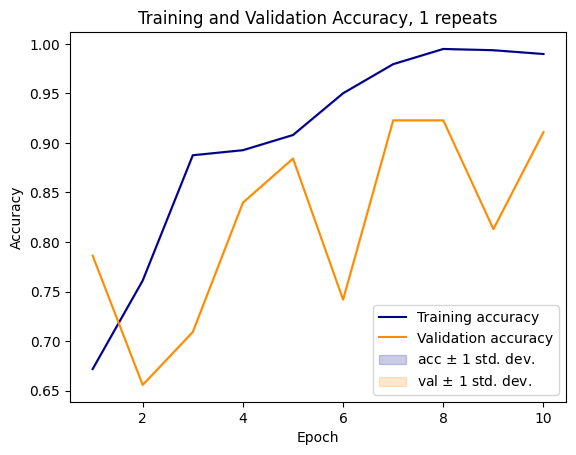 Training and Validation Accuracy, 1 repeats
1.00
0.95
0.90
0.85
0.80
0.75
0.70
0.65
Accuracy
Training accuracy
Validation accuracy
acc ± 1 std. dev.
val ± 1 std. dev.
2 4 6 8 10
Epoch